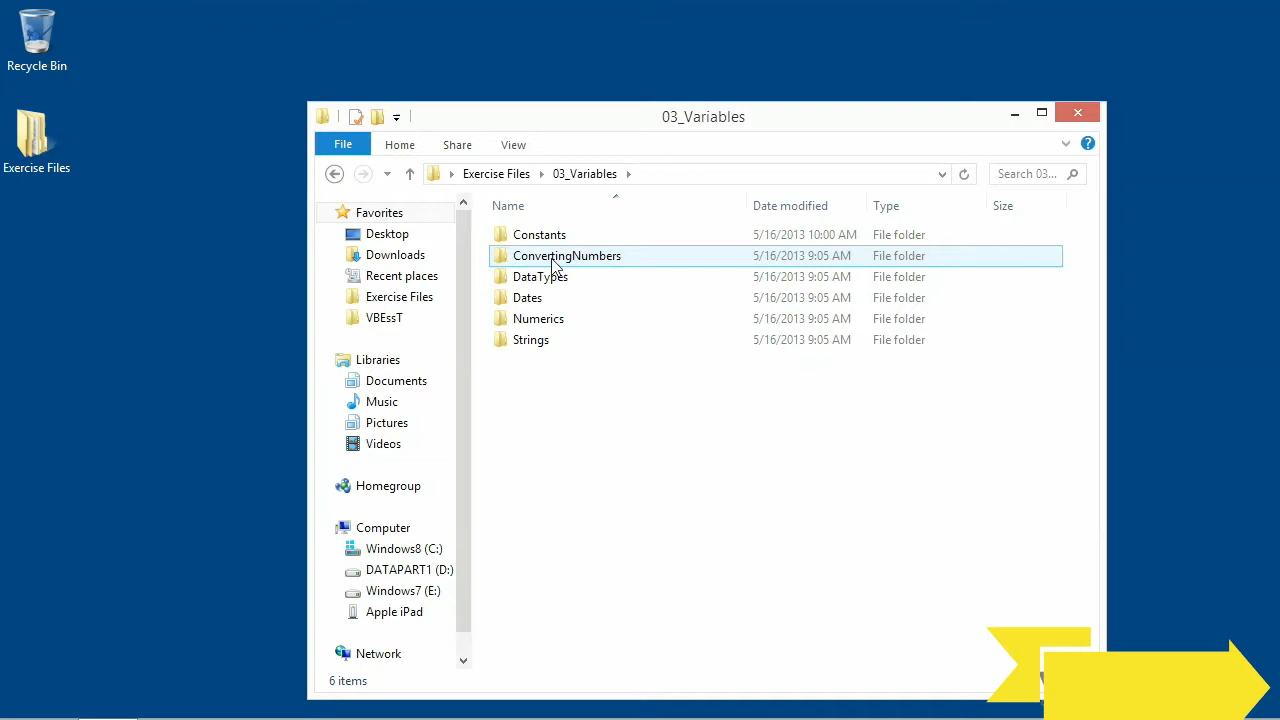 Recycle Bin
Exercise Files
03_Variables
File Home Share View
Exercise Files 03_Variables Search 03...
Name Date modified Type Size
Favorites
Desktop
Downloads
Recent places
Exercise Files
VBEssT
Libraries
Documents
Music
Pictures
Videos
Homegroup
Computer
Windows8 (C:)
DATAPART1 (D:)
Windows7 (E:)
Apple iPad
Network
Constants 5/16/2013 10:00 AM File folder
ConvertingNumbers 5/16/2013 9:05 AM File folder
DataTypes 5/16/2013 9:05 AM File folder
Dates 5/16/2013 9:05 AM File folder
Numerics 5/16/2013 9:05 AM File folder
Strings 5/16/2013 9:05 AM File folder
6 items